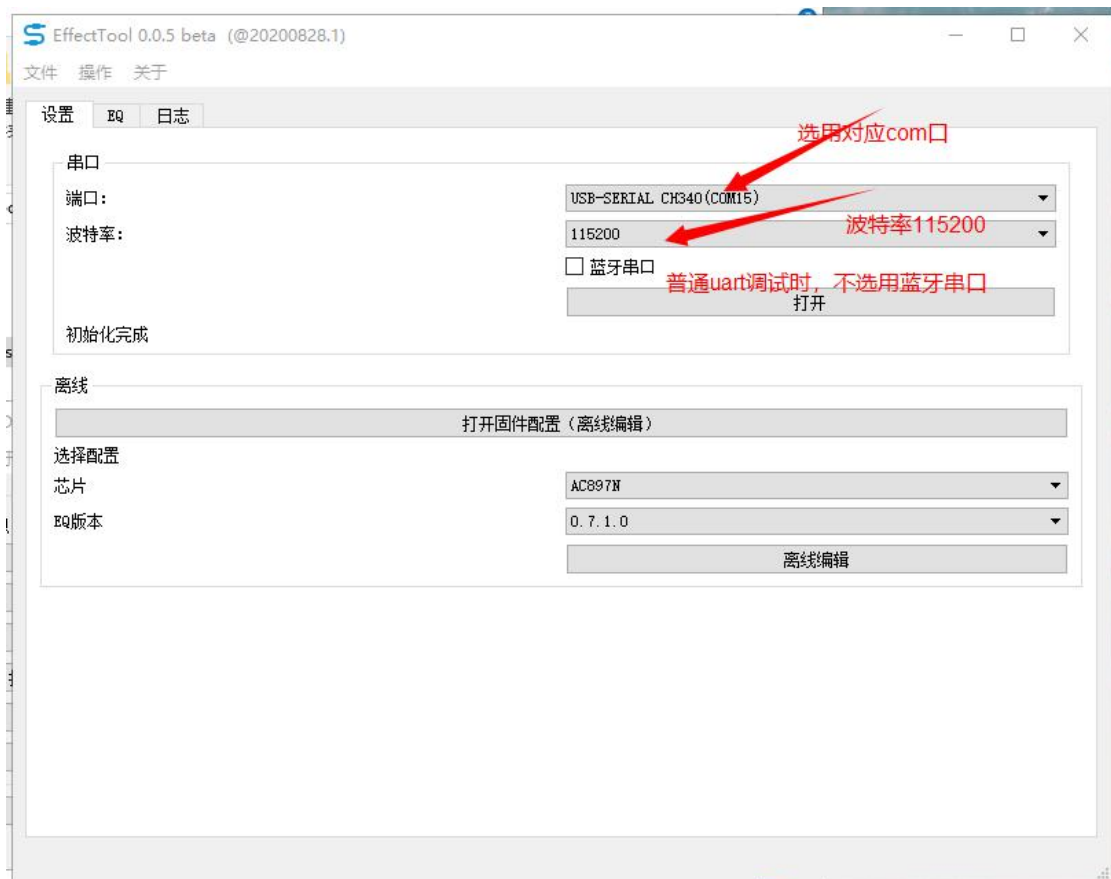 EffectTool 0.0.5 beta (@20200828.1)
文件 操作 关于
设置 EQ 日志
选用对应com口
串口
端口: USB-SERIAL CH340(COM15)
波特率: 115200
波特率115200
蓝牙串口
普通uart调试时，不选用蓝牙串口
打开
初始化完成
离线
打开固件配置（离线编辑）
选择配置
芯片 AC897N
EQ版本 0.7.1.0
离线编辑